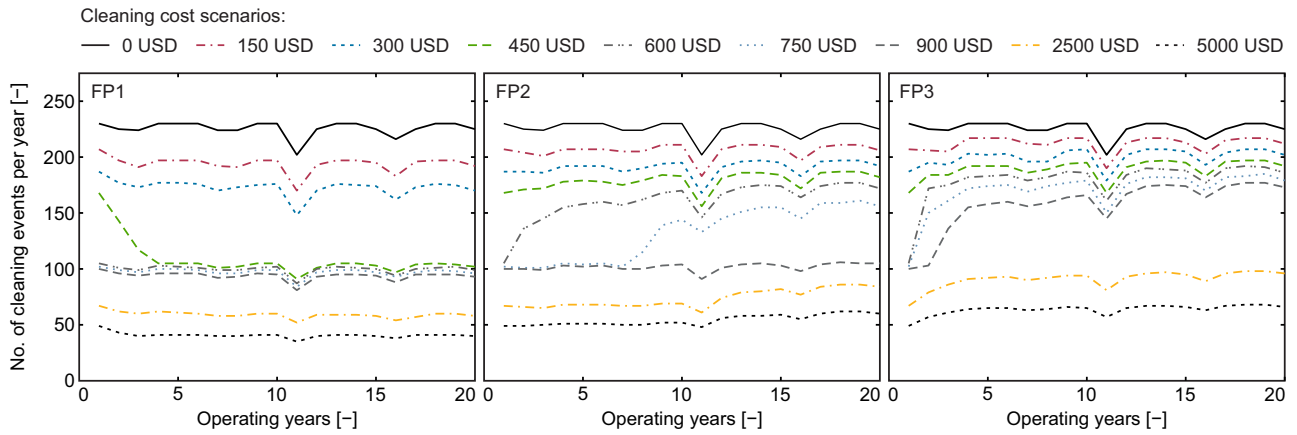 Cleaning cost scenarios:
0 USD 150 USD 300 USD 450 USD 600 USD 750 USD 900 USD 2500 USD 5000 USD
No. of cleaning events per year [–]
FP1 FP2 FP3
250
200
150
100
50
0
0 5 10 15 20 0 5 10 15 20 0 5 10 15 20
Operating years [–] Operating years [–] Operating years [–]